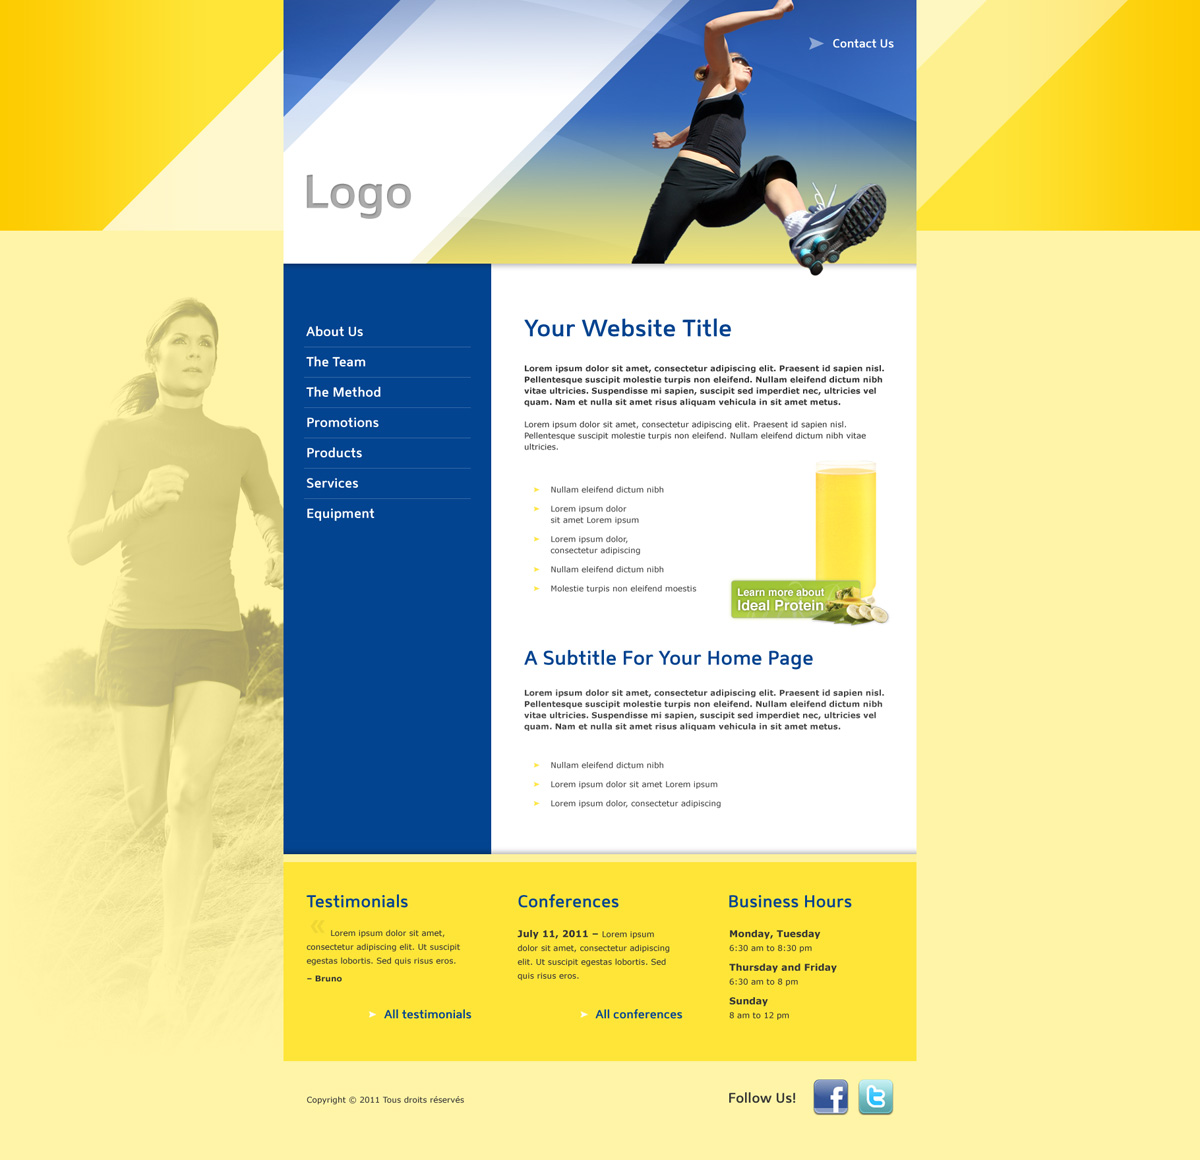 Contact Us
Logo
About Us
The Team
The Method
Promotions
Products
Services
Equipment
Your Website Title
Lorem ipsum dolor sit amet, consectetur adipiscing elit. Praesent id sapien nisl.
Pellentesque suscipit molestie turpis non eleifend. Nullam eleifend dictum nibh
vitae ultricies. Suspendisse mi sapien, suscipit sed imperdiet nec, ultricies vel
quam. Nam et nulla sit amet risus aliquam vehicula in sit amet metus.
Lorem ipsum dolor sit amet, consectetur adipiscing elit. Praesent id sapien nisl.
Pellentesque suscipit molestie turpis non eleifend. Nullam eleifend dictum nibh vitae
ultricies.
Nullam eleifend dictum nibh
Lorem ipsum dolor
sit amet Lorem ipsum
Lorem ipsum dolor,
consectetur adipiscing
Nullam eleifend dictum nibh
Molestie turpis non eleifend moestis
Learn more about
Ideal Protein
A Subtitle For Your Home Page
Lorem ipsum dolor sit amet, consectetur adipiscing elit. Praesent id sapien nisl.
Pellentesque suscipit molestie turpis non eleifend. Nullam eleifend dictum nibh
vitae ultricies. Suspendisse mi sapien, suscipit sed imperdiet nec, ultricies vel
quam. Nam et nulla sit amet risus aliquam vehicula in sit amet metus.
Nullam eleifend dictum nibh
Lorem ipsum dolor sit amet Lorem ipsum
Lorem ipsum dolor, consectetur adipiscing
Testimonials
« Lorem ipsum dolor sit amet,
consectetur adipiscing elit. Ut suscipit
egestas lobortis. Sed quis risus eros.
– Bruno
All testimonials
Conferences
July 11, 2011 – Lorem ipsum
dolor sit amet, consectetur adipiscing
elit. Ut suscipit egestas lobortis. Sed
quis risus eros.
All conferences
Business Hours
Monday, Tuesday
6:30 am to 8:30 pm
Thursday and Friday
6:30 am to 8 pm
Sunday
8 am to 12 pm
Copyright © 2011 Tous droits réservés
Follow Us!
f
t